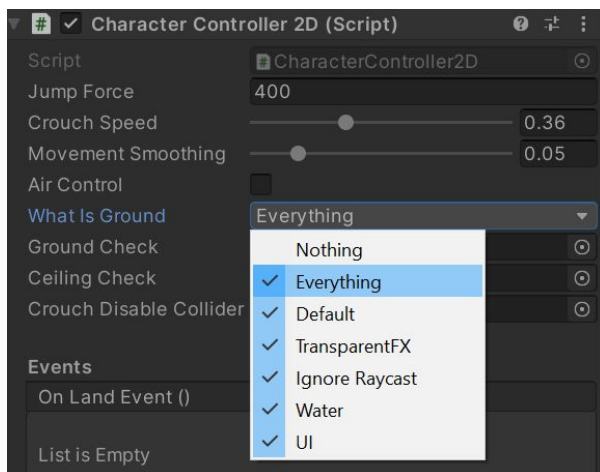 Character Controller 2D (Script)
Script CharacterController2D
Jump Force 400
Crouch Speed 0.36
Movement Smoothing 0.05
Air Control
What Is Ground Everything
Ground Check
Ceiling Check
Crouch Disable Collider
Nothing
Everything
Default
TransparentFX
Ignore Raycast
Water
UI
Events
On Land Event ()
List is Empty